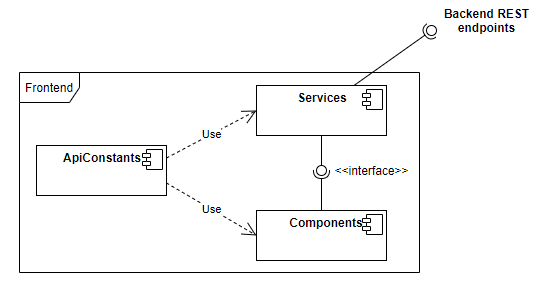 Backend REST
endpoints
Frontend
Services
Use
ApiConstants
<<interface>>
Use
Components